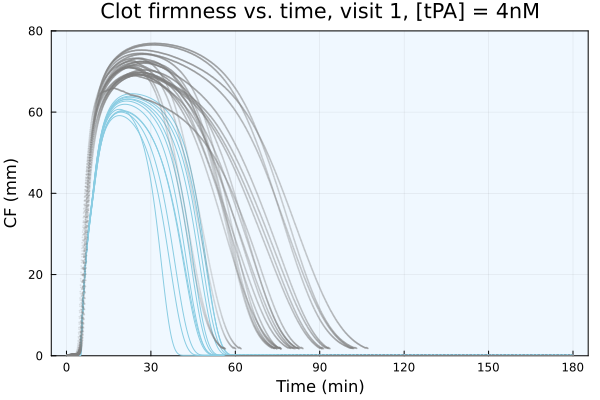 Clot firmness vs. time, visit 1, [tPA] = 4nM
CF (mm)
80
60
40
20
0
0 30 60 90 120 150 180
Time (min)